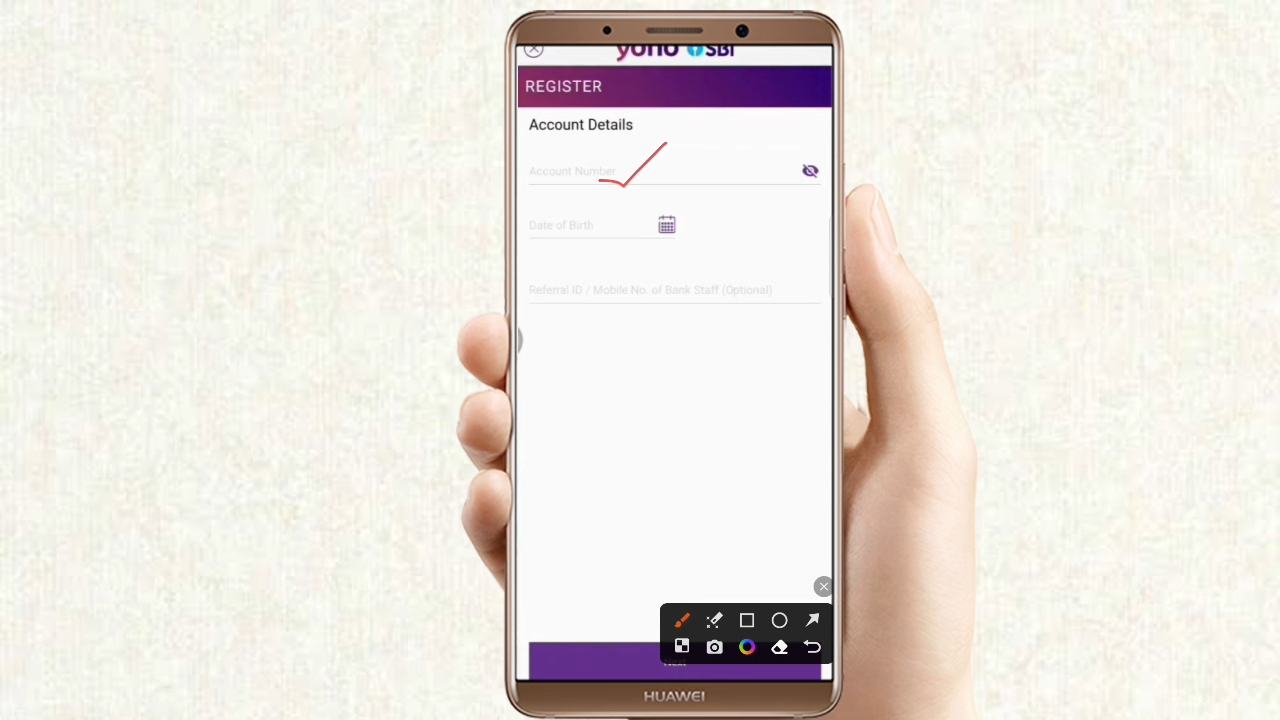 yono SBI
REGISTER
Account Details
Account Number
Date of Birth
Referral ID / Mobile No. of Bank Staff (Optional)
Next
HUAWEI